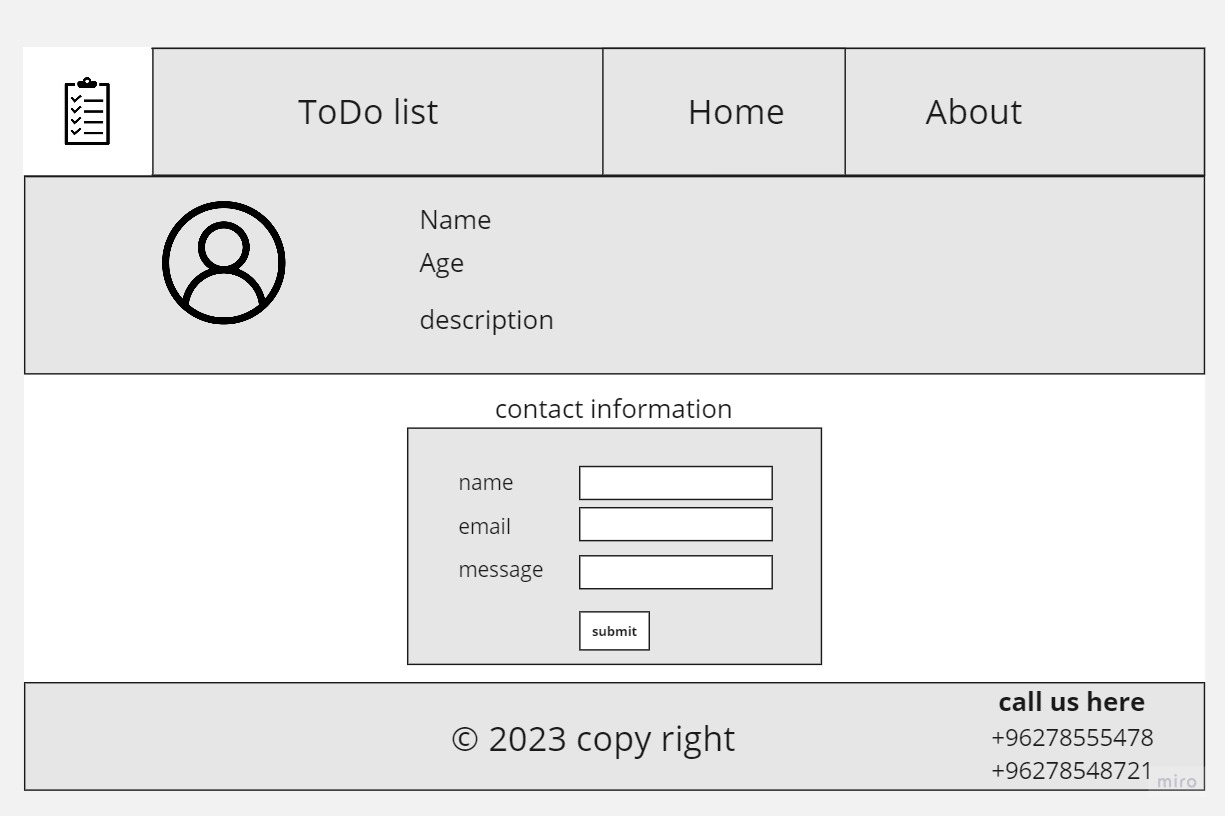 ToDo list
Home
About
Name
Age
description
contact information
name
email
message
submit
© 2023 copy right
call us here
+96278555478
+96278548721
miro